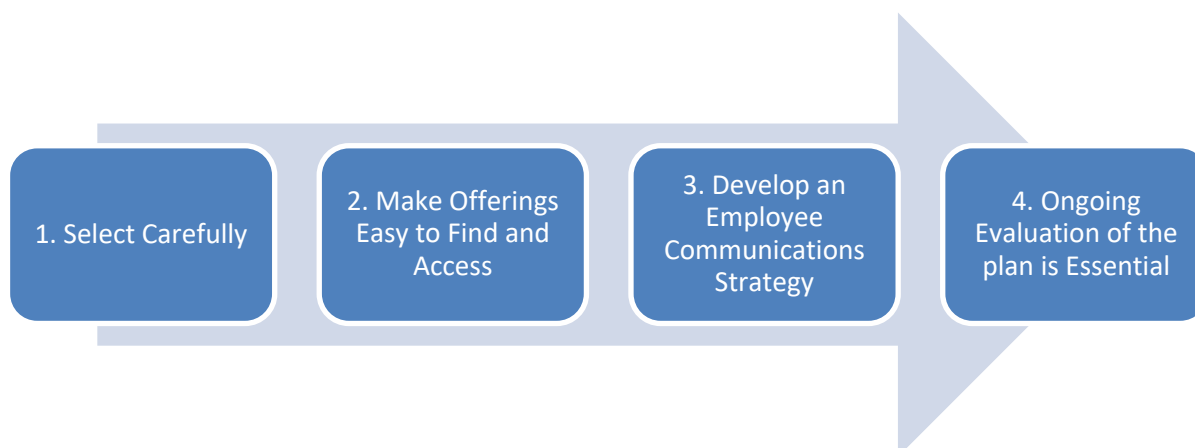 1. Select Carefully
2. Make Offerings
Easy to Find and
Access
3. Develop an
Employee
Communications
Strategy
4. Ongoing
Evaluation of the
plan is Essential